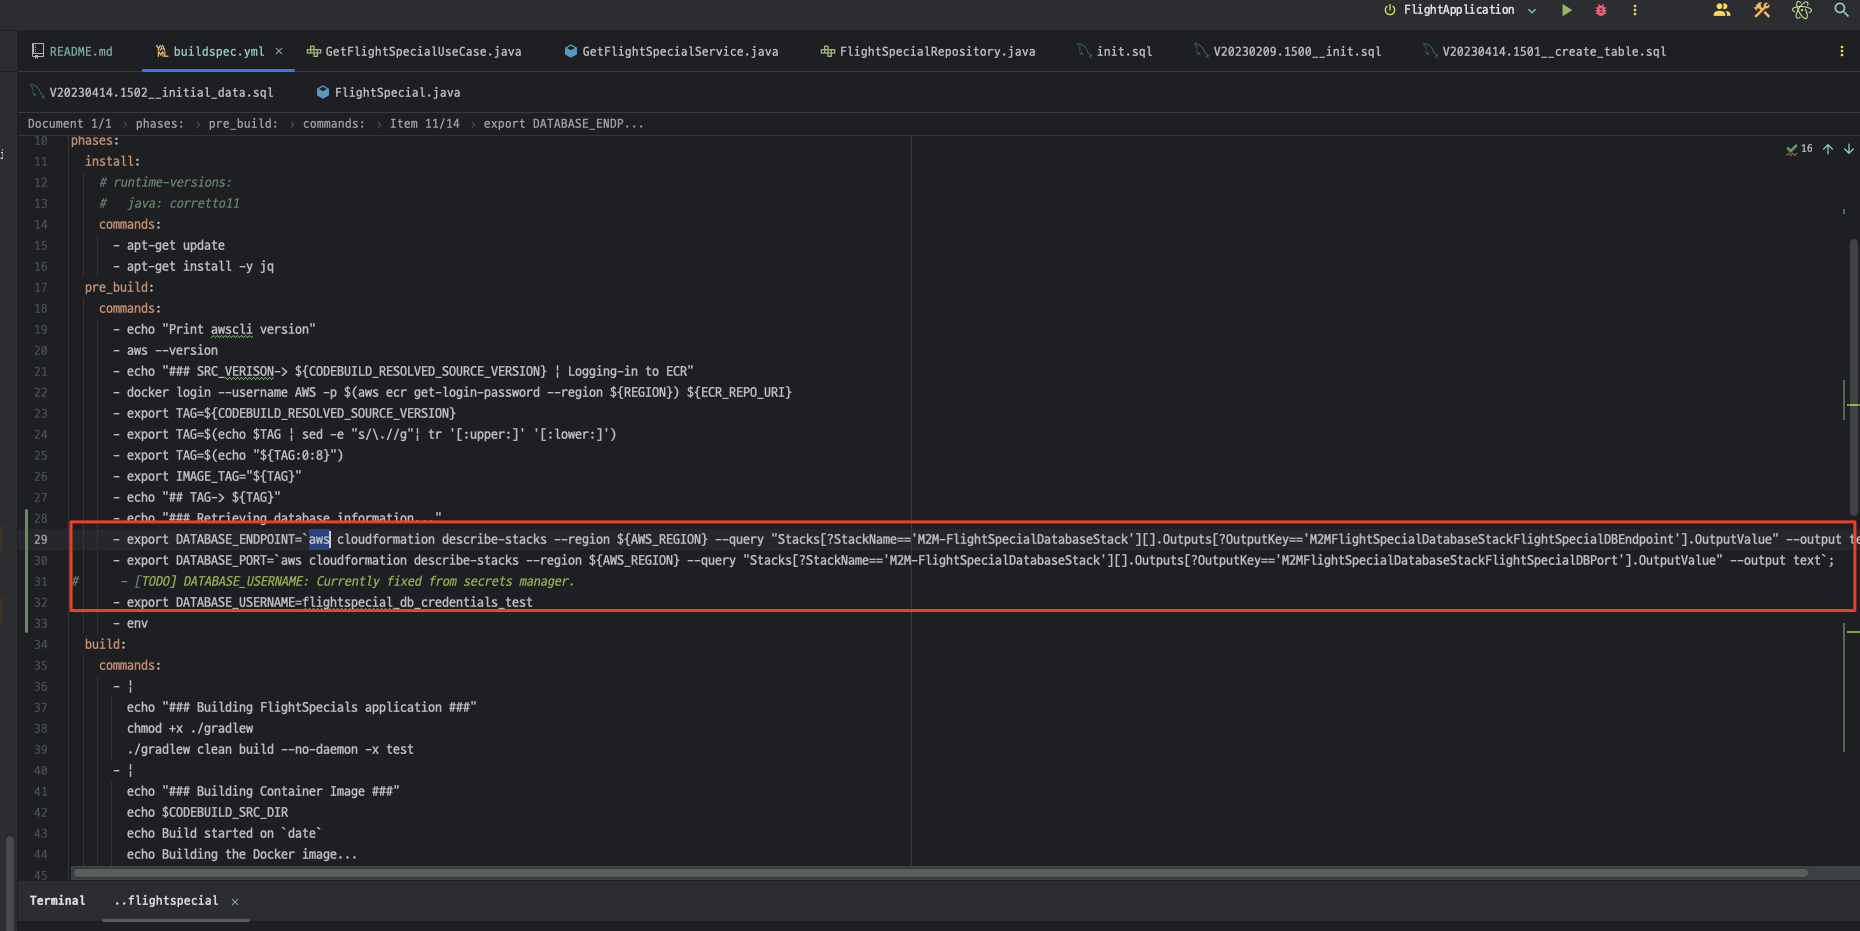 FlightApplication
README.md
buildspec.yml
GetFlightSpecialUseCase.java
GetFlightSpecialService.java
FlightSpecialRepository.java
init.sql
V20230209.1500__init.sql
V20230414.1501__create_table.sql
V20230414.1502__initial_data.sql
FlightSpecial.java
Document 1/1 › phases: › pre_build: › commands: › Item 11/14 › export DATABASE_ENDP...
16
10 phases:
11 install:
12 # runtime-versions:
13 #   java: corretto11
14 commands:
15 - apt-get update
16 - apt-get install -y jq
17 pre_build:
18 commands:
19 - echo "Print awscli version"
20 - aws --version
21 - echo "### SRC_VERISON-> ${CODEBUILD_RESOLVED_SOURCE_VERSION} | Logging-in to ECR"
22 - docker login --username AWS -p $(aws ecr get-login-password --region ${REGION}) ${ECR_REPO_URI}
23 - export TAG=${CODEBUILD_RESOLVED_SOURCE_VERSION}
24 - export TAG=$(echo $TAG | sed -e "s/\.//g"| tr '[:upper:]' '[:lower:]')
25 - export TAG=$(echo "${TAG:0:8}")
26 - export IMAGE_TAG="${TAG}"
27 - echo "## TAG-> ${TAG}"
28 - echo "### Retrieving database information..."
29 - export DATABASE_ENDPOINT=`aws cloudformation describe-stacks --region ${AWS_REGION} --query "Stacks[?StackName=='M2M-FlightSpecialDatabaseStack'][].Outputs[?OutputKey=='M2MFlightSpecialDatabaseStackFlightSpecialDBEndpoint'].OutputValue" --output te
30 - export DATABASE_PORT=`aws cloudformation describe-stacks --region ${AWS_REGION} --query "Stacks[?StackName=='M2M-FlightSpecialDatabaseStack'][].Outputs[?OutputKey=='M2MFlightSpecialDatabaseStackFlightSpecialDBPort'].OutputValue" --output text`;
31 #      - [TODO] DATABASE_USERNAME: Currently fixed from secrets manager.
32 - export DATABASE_USERNAME=flightspecial_db_credentials_test
33 - env
34 build:
35 commands:
36 - |
37 echo "### Building FlightSpecials application ###"
38 chmod +x ./gradlew
39 ./gradlew clean build --no-daemon -x test
40 - |
41 echo "### Building Container Image ###"
42 echo $CODEBUILD_SRC_DIR
43 echo Build started on `date`
44 echo Building the Docker image...
45
Terminal
..flightspecial